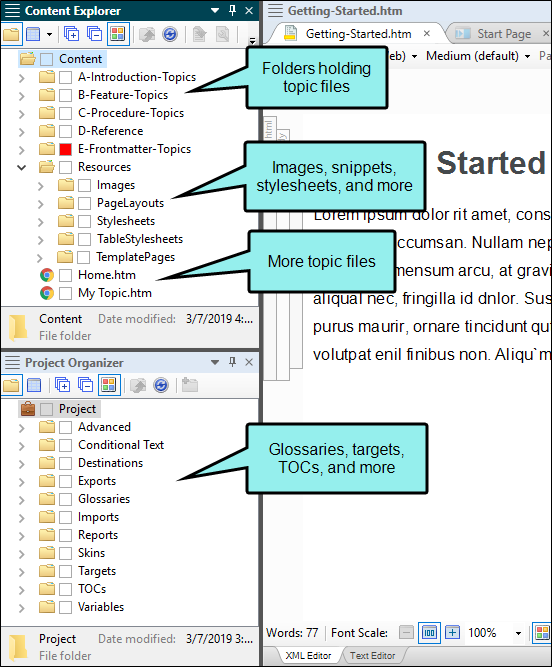 Content Explorer
Content
A-Introduction-Topics
B-Feature-Topics
C-Procedure-Topics
D-Reference
E-Frontmatter-Topics
Resources
Images
PageLayouts
Stylesheets
TableStylesheets
TemplatePages
Home.htm
My Topic.htm
Content Date modified: 3/7/2019 4:...
File folder
Folders holding
topic files
Images, snippets,
stylesheets, and more
More topic files
Project Organizer
Project
Advanced
Conditional Text
Destinations
Exports
Glossaries
Imports
Reports
Skins
Targets
TOCs
Variables
Project Date modified: 3/7/2019 3:...
File folder
Glossaries, targets,
TOCs, and more
Getting-Started.htm
Getting-Started.htm
Start Page
eb) Medium (default)
html
Started
Lorem ipsum dolor rit amet, cons
ccumsan. Nullam nep
mensum arcu, at gravi
aliqual nec, fringilla id dnlor. Sus
purus maurir, ornare tincidunt qu
volutpat enil finibus non. Aliqu`m
Words: 77 Font Scale: 100%
XML Editor Text Editor